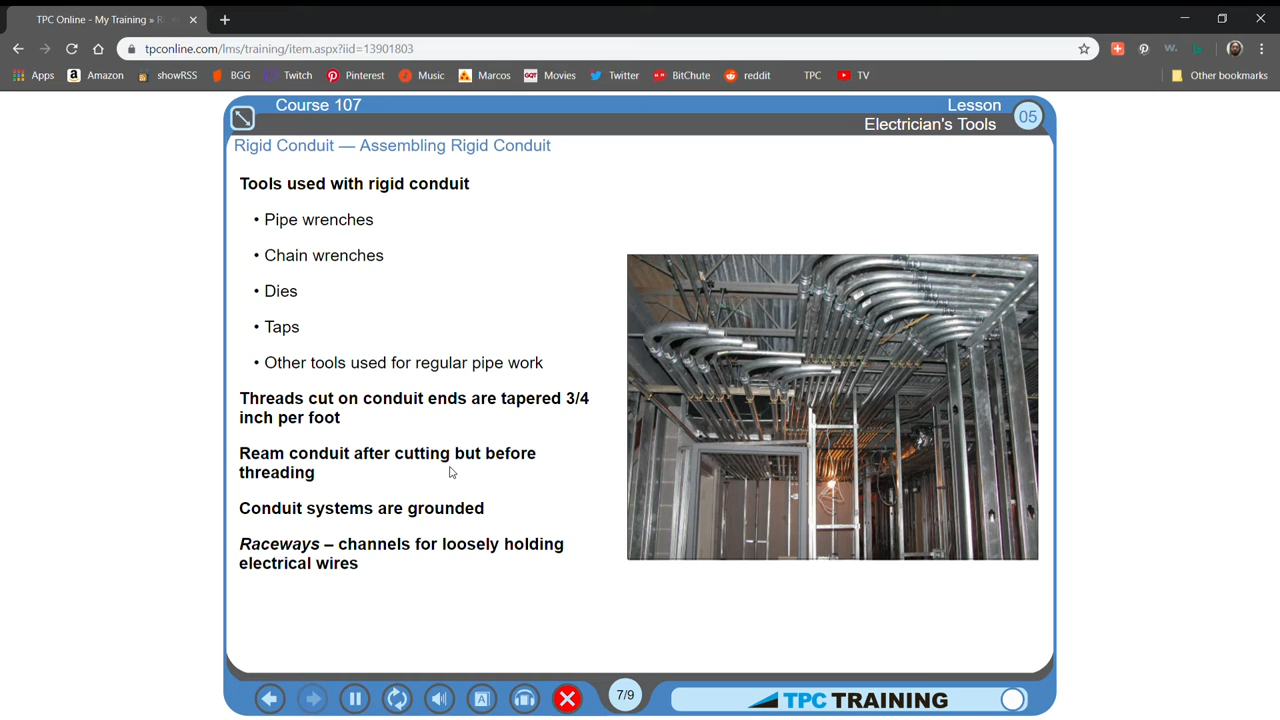 TPC Online - My Training » R
tponline.com/lms/training/item.aspx?iid=13901803
Apps Amazon showRSS BGG Twitch Pinterest Music Marcos GQT Movies Twitter BitChute reddit TPC TV Other bookmarks
Course 107
Lesson 05
Electrician's Tools
Rigid Conduit — Assembling Rigid Conduit
Tools used with rigid conduit
• Pipe wrenches
• Chain wrenches
• Dies
• Taps
• Other tools used for regular pipe work
Threads cut on conduit ends are tapered 3/4
inch per foot
Ream conduit after cutting but before
threading
Conduit systems are grounded
Raceways – channels for loosely holding
electrical wires
A
7/9
TPC TRAINING